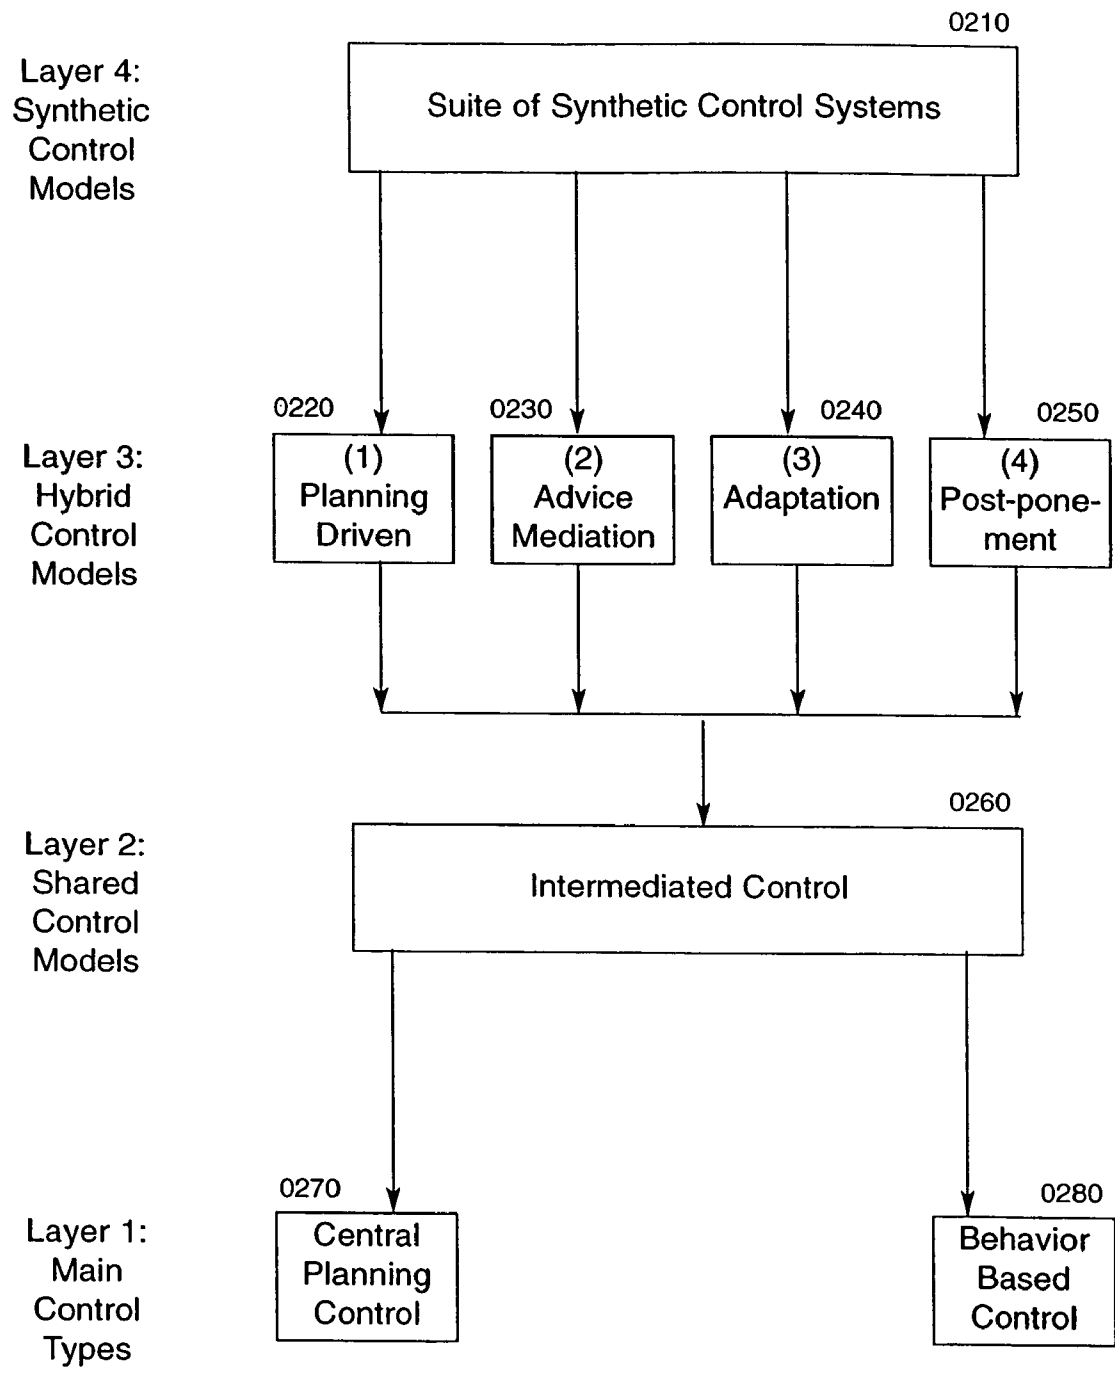 0210
Layer 4:
Synthetic
Control
Models
Suite of Synthetic Control Systems
0220
0230
0240
0250
Layer 3:
Hybrid
Control
Models
(1)
Planning
Driven
(2)
Advice
Mediation
(3)
Adaptation
(4)
Post-pone-
ment
0260
Layer 2:
Shared
Control
Models
Intermediated Control
0270
0280
Layer 1:
Main
Control
Types
Central
Planning
Control
Behavior
Based
Control